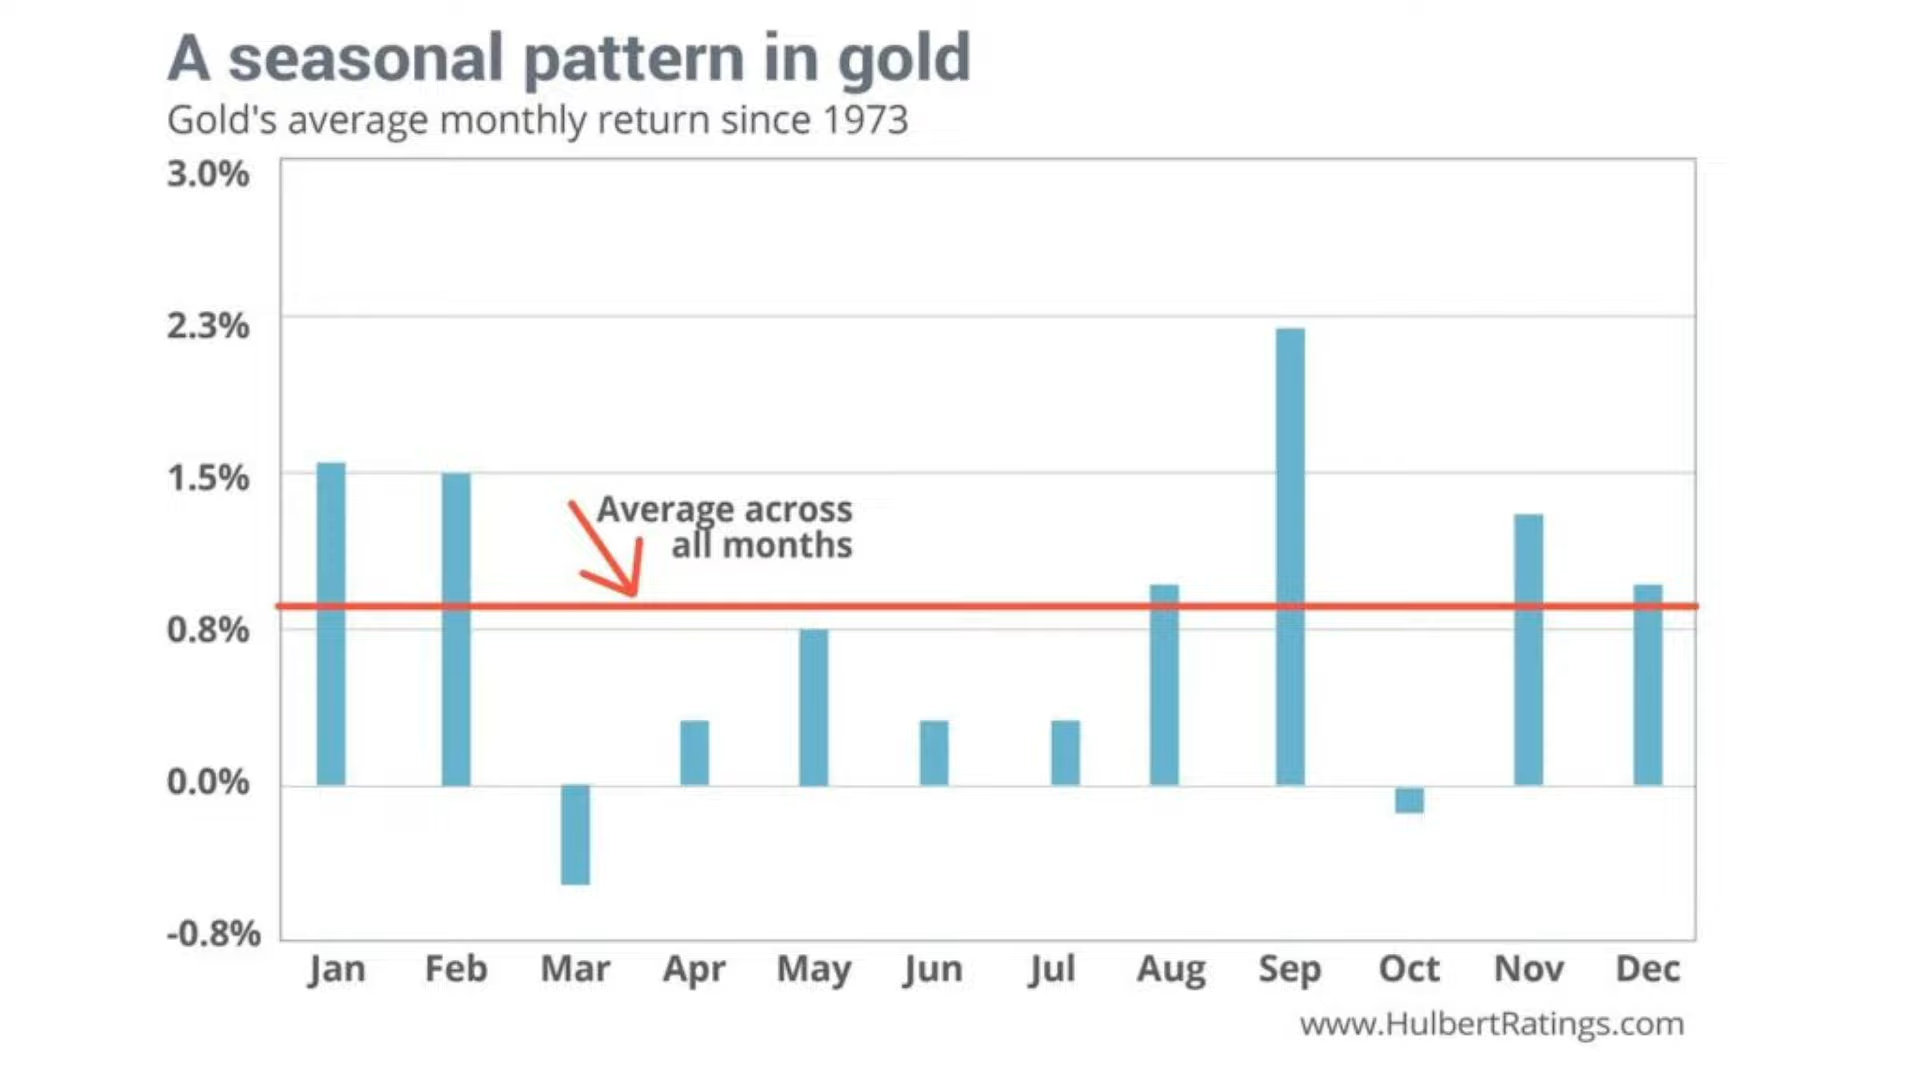 A seasonal pattern in gold
Gold's average monthly return since 1973
3.0%
2.3%
1.5%
Average across
all months
0.8%
0.0%
-0.8%
Jan Feb Mar Apr May Jun Jul Aug Sep Oct Nov Dec
www.HulbertRatings.com